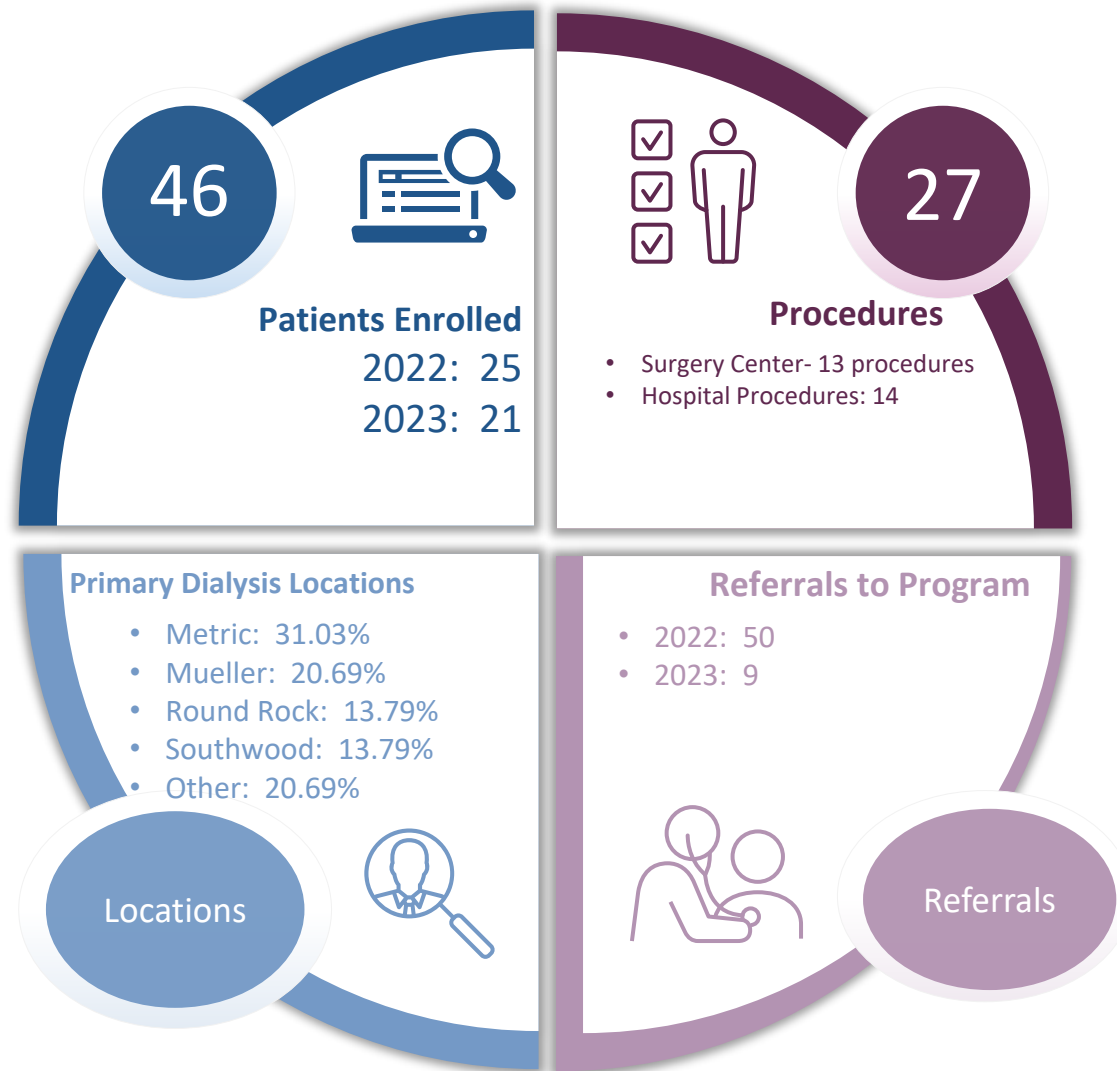 46
Patients Enrolled
2022: 25
2023: 21
27
Procedures
• Surgery Center- 13 procedures
• Hospital Procedures: 14
Primary Dialysis Locations
• Metric: 31.03%
• Mueller: 20.69%
• Round Rock: 13.79%
• Southwood: 13.79%
• Other: 20.69%
Locations
Referrals to Program
• 2022: 50
• 2023: 9
Referrals